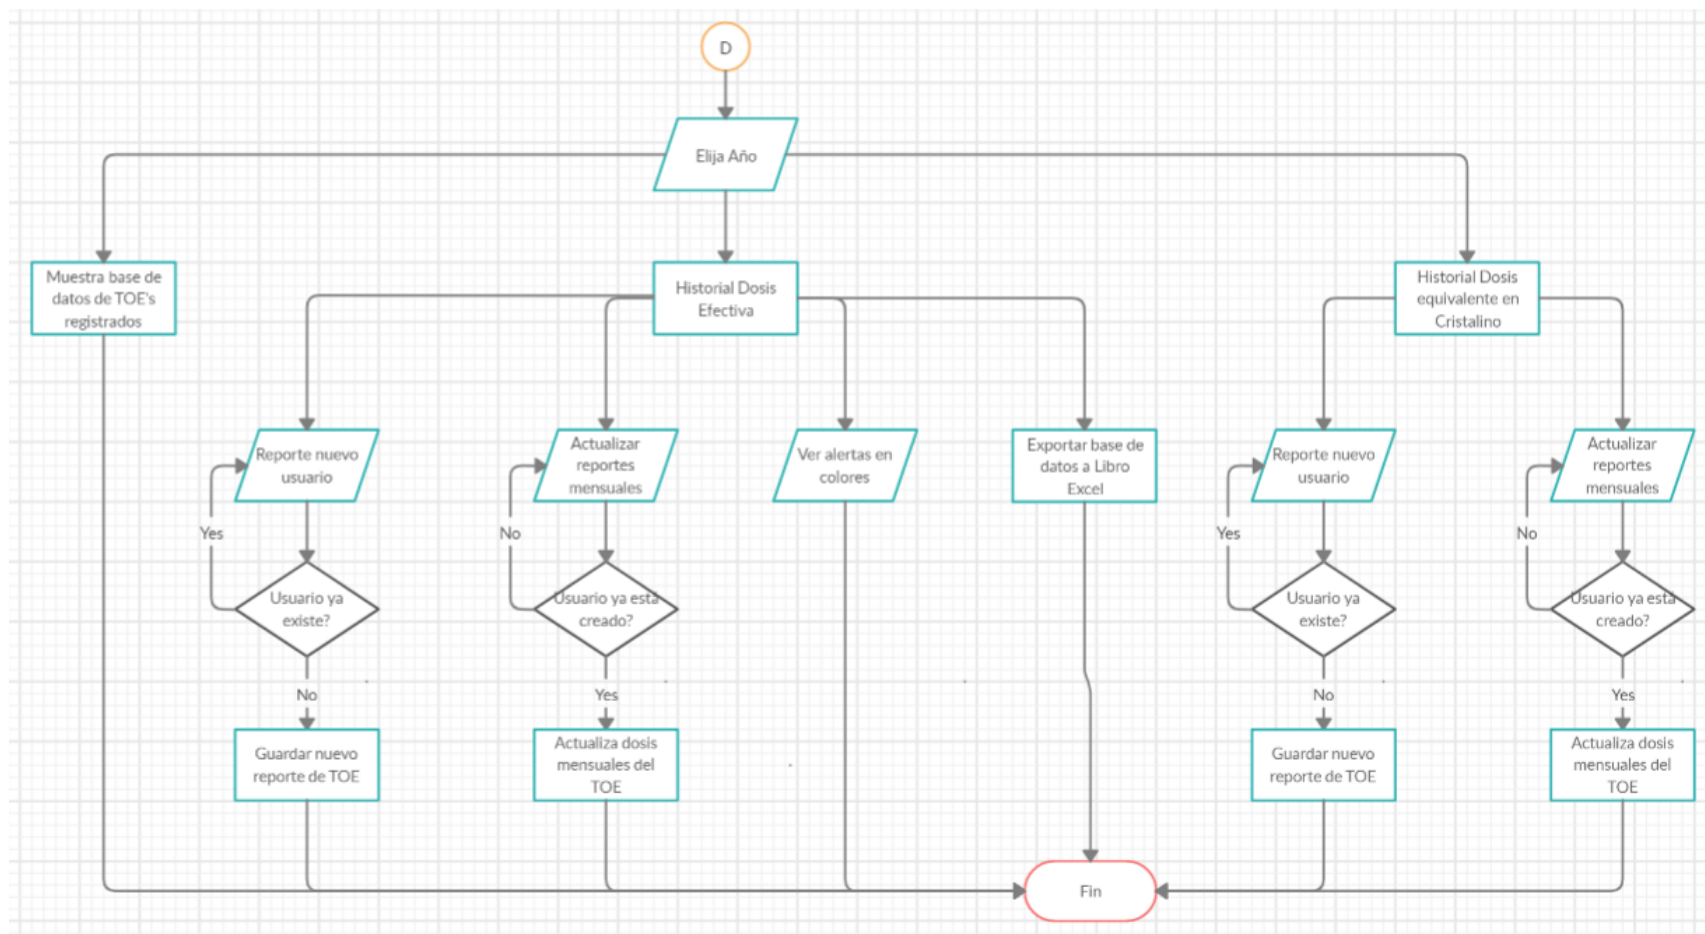 D
Elija Año
Muestra base de
datos de TOE's
registrados
Historial Dosis
Efectiva
Historial Dosis
equivalente en
Cristalino
Reporte nuevo
usuario
Actualizar
reportes
mensuales
Ver alertas en
colores
Exportar base de
datos a Libro
Excel
Reporte nuevo
usuario
Actualizar
reportes
mensuales
Yes
No
Yes
No
Usuario ya
existe?
Usuario ya está
creado?
Usuario ya
existe?
Usuario ya está
creado?
No
Yes
No
Yes
Guardar nuevo
reporte de TOE
Actualiza dosis
mensuales del
TOE
Guardar nuevo
reporte de TOE
Actualiza dosis
mensuales del
TOE
Fin